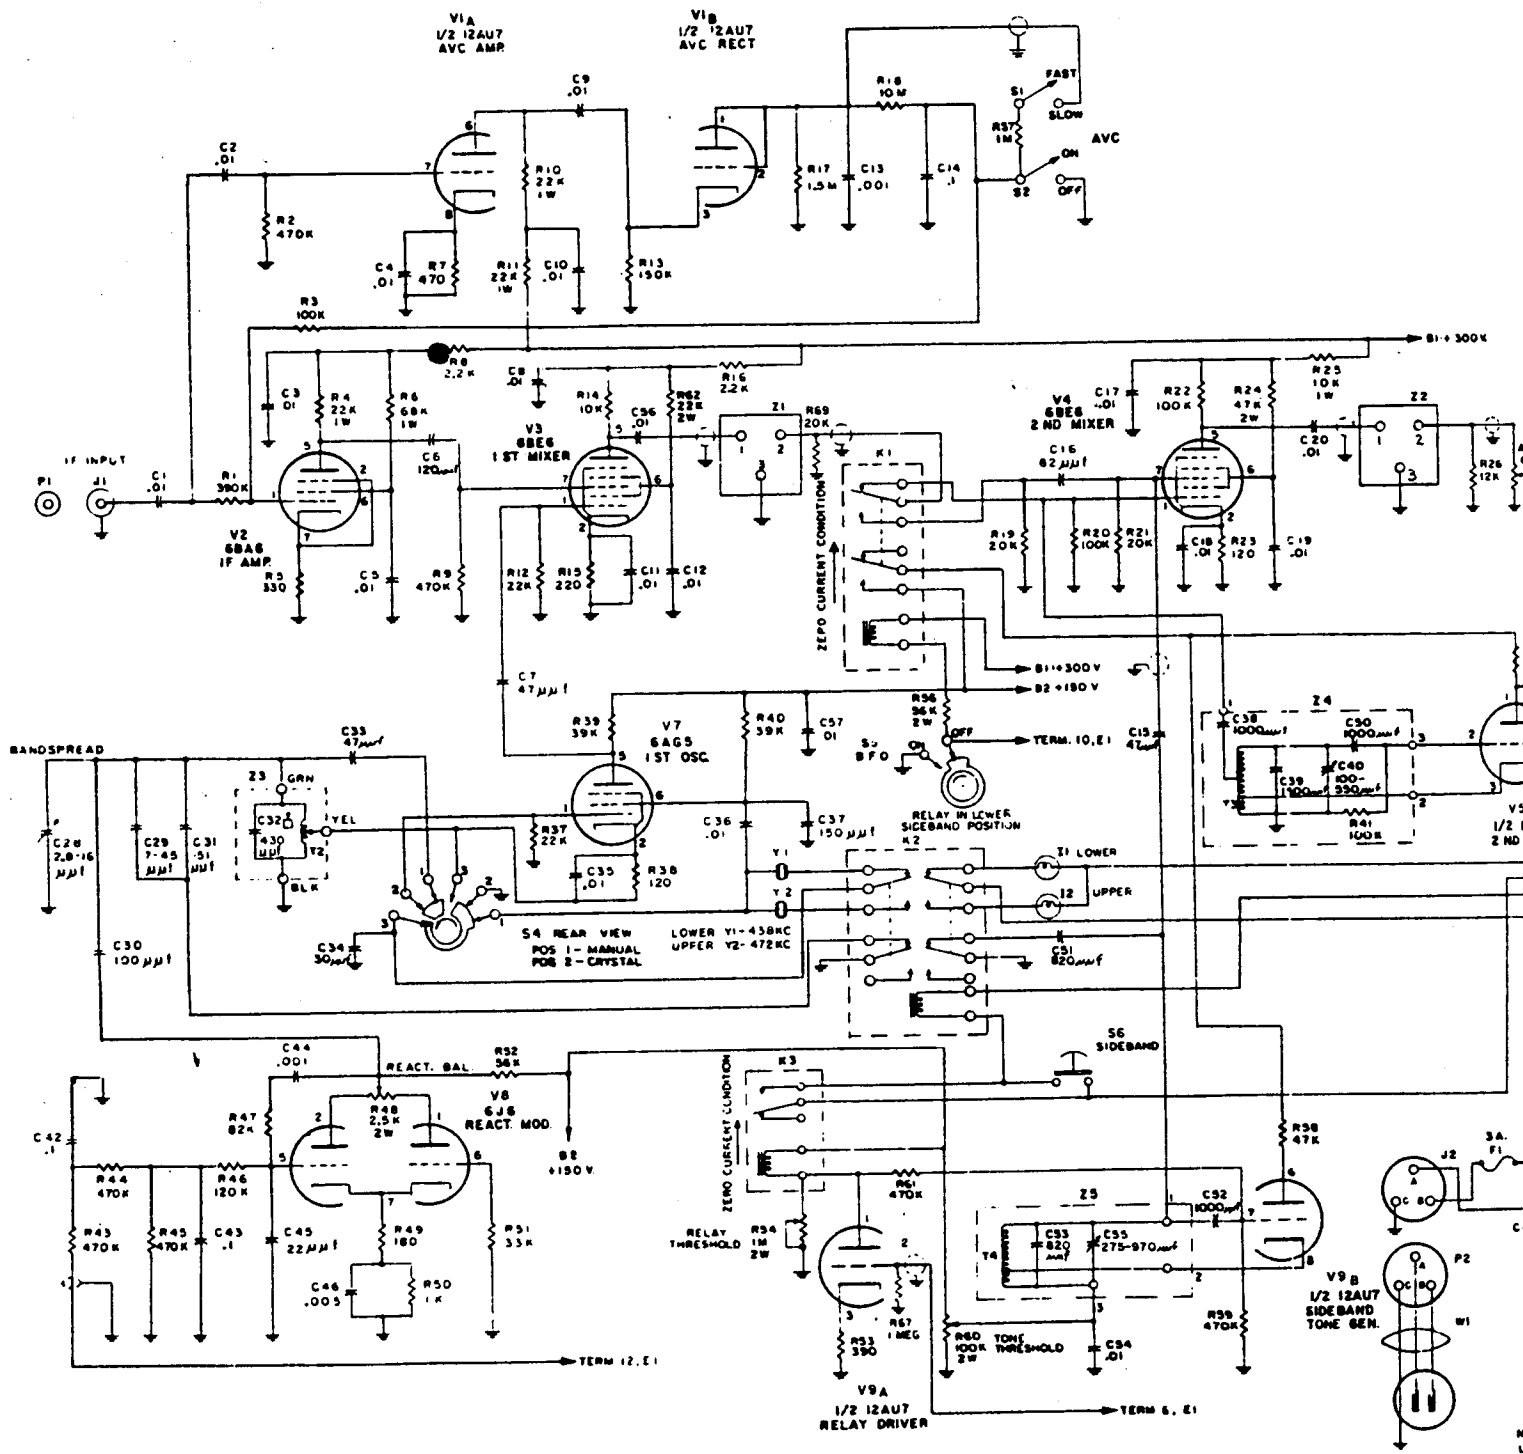 V1A
1/2 12AU7
AVC AMP.
V1B
1/2 12AU7
AVC RECT
C9
.01
R18
10M
FAST
S1
SLOW
R57
1M
AVC
ON
S2
OFF
C2
.01
6
7
8
1
2
3
R10
22K
1W
R17
1.5M
C13
.001
C14
.1
R2
470K
C4
.01
R7
470
R11
22K
1W
C10
.01
R13
150K
R3
100K
B1+300V
R8
2.2K
C3
.01
R4
22K
1W
R6
68K
1W
C8
.01
R14
10K
R62
22K
2W
R16
2.2K
C56
.01
Z1
R69
20K
V4
6BE6
2ND MIXER
C17
.01
R22
100K
R24
47K
2W
R25
10K
1W
Z2
C20
.01
V3
6BE6
1ST MIXER
C6
120μμf
K1
C16
82μμf
R26
12K
IF INPUT
P1
J1
C1
.01
R1
390K
V2
6BA6
IF AMP.
R5
330
C5
.01
R9
470K
R12
22K
R15
220
C11
.01
C12
.01
ZERO CURRENT CONDITION
R19
20K
R20
100K
R21
20K
C18
.01
R23
120
C19
.01
C7
47μμf
B1+300V
B2+150V
R56
56K
2W
OFF
ON
S5
BFO
TERM. 10, E1
RELAY IN LOWER
SIDEBAND POSITION
K2
R39
39K
V7
6AG5
1ST OSC.
R40
39K
C57
.01
C15
47μμf
Z4
C38
1000μμf
C50
1000μμf
C40
100-
550μμf
R41
100K
BANDSPREAD
C33
47μμf
Z3
GRN
C32
430
μμf
T2
YEL
BLK
C28
2.8-16
μμf
C29
7-45
μμf
C31
51
μμf
C30
100μμf
R37
22K
C35
.01
R38
120
C36
.01
C37
150μμf
Y1
Y2
I1 LOWER
I2 UPPER
C34
30μμf
S4 REAR VIEW
POS 1-MANUAL
POS 2-CRYSTAL
LOWER Y1-438KC
UPPER Y2-472KC
C51
820μμf
S6
SIDEBAND
C44
.001
REACT. BAL.
R52
56K
K3
ZERO CURRENT CONDITION
R47
82K
R48
2.5K
2W
V8
6J6
REACT. MOD.
B2
+150V.
C42
.1
R44
470K
R46
120K
R43
470K
R45
470K
C43
.1
C45
22μμf
R49
180
R51
33K
C46
.005
R50
1K
RELAY
THRESHOLD
R54
1M
2W
R61
470K
R58
47K
R67
1 MEG
R53
390
V9A
1/2 12AU7
RELAY DRIVER
R60
100K
2W
TONE
THRESHOLD
Z5
T4
C53
820
μμf
C55
275-970μμf
C52
1000μμf
C54
.01
R59
470K
V9B
1/2 12AU7
SIDEBAND
TONE GEN.
J2
3A.
F1
P2
W1
TERM 12, E1
TERM 6, E1